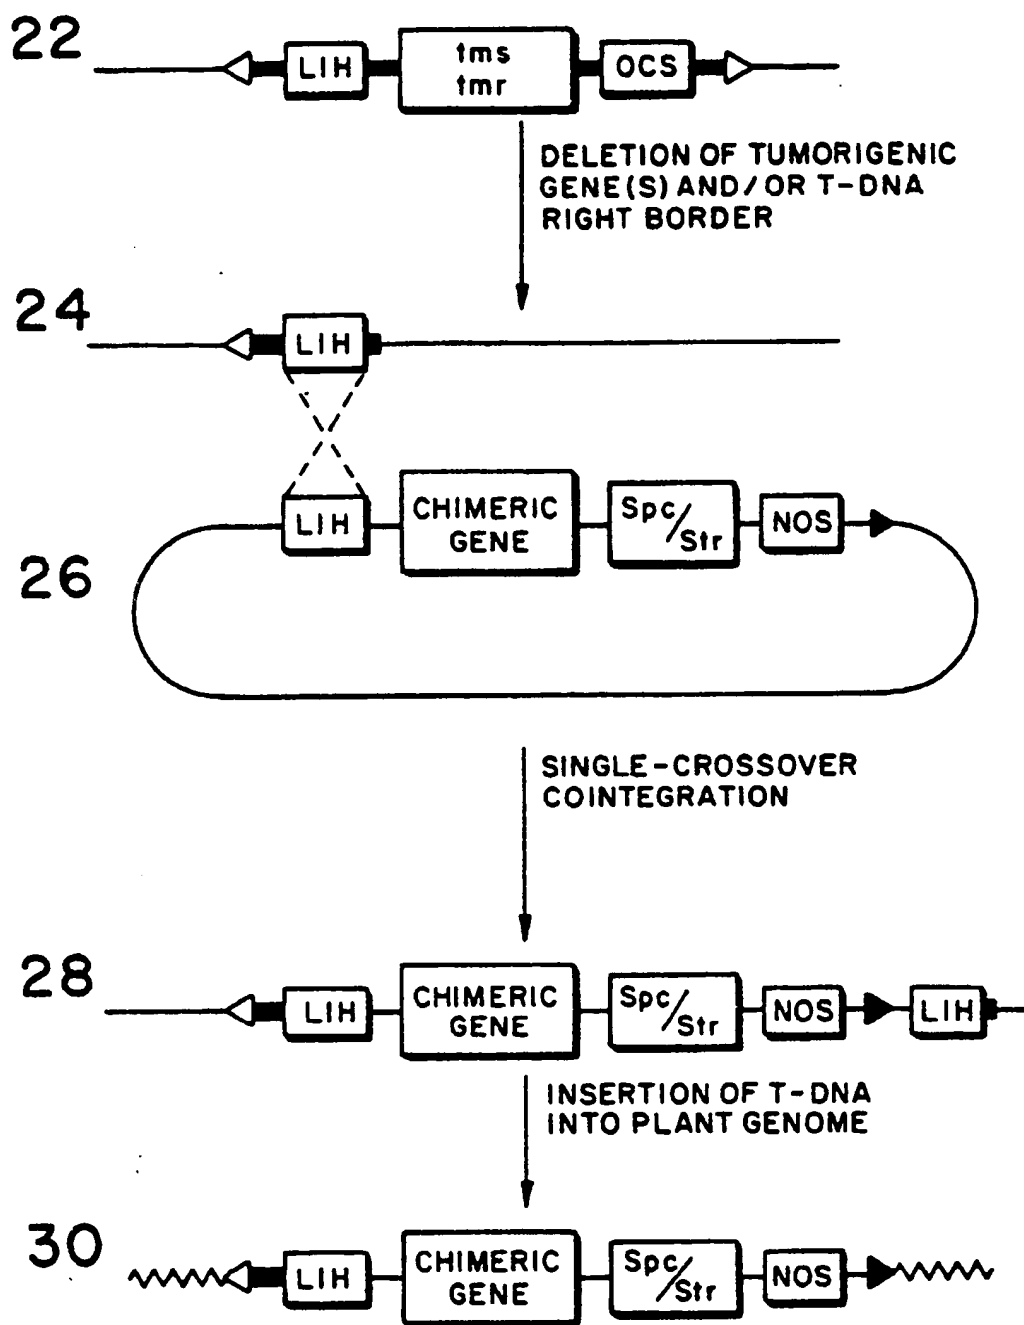 22
LIH
tms
tmr
OCS
DELETION OF TUMORIGENIC
GENE(S) AND/OR T-DNA
RIGHT BORDER
24
LIH
26
LIH
CHIMERIC
GENE
Spc/
Str
NOS
SINGLE-CROSSOVER
COINTEGRATION
28
LIH
CHIMERIC
GENE
Spc/
Str
NOS
LIH
INSERTION OF T-DNA
INTO PLANT GENOME
30
LIH
CHIMERIC
GENE
Spc/
Str
NOS